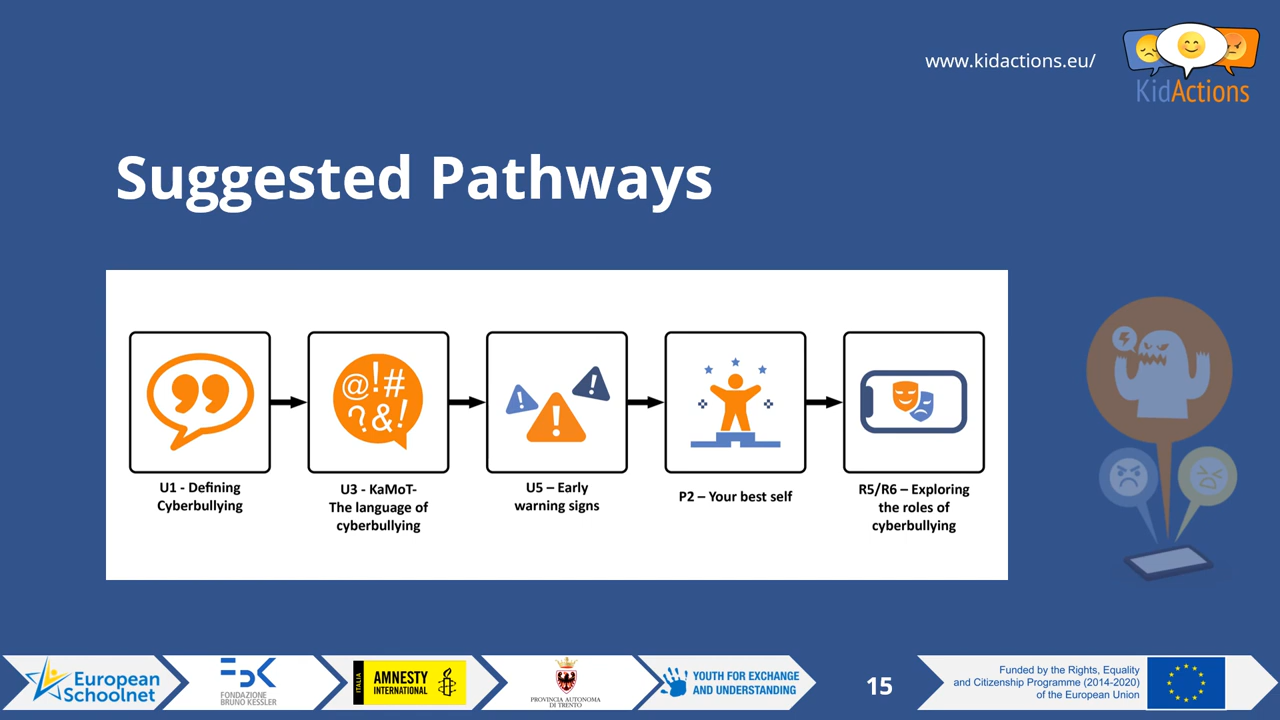 www.kidactions.eu/
KidActions
Suggested Pathways
@!#
?&!
U1 - Defining
Cyberbullying
U3 - KaMoT-
The language of
cyberbullying
U5 – Early
warning signs
P2 – Your best self
R5/R6 – Exploring
the roles of
cyberbullying
European
Schoolnet
FBK
FONDAZIONE
BRUNO KESSLER
ITALIA
AMNESTY
INTERNATIONAL
PROVINCIA AUTONOMA
DI TRENTO
YOUTH FOR EXCHANGE
AND UNDERSTANDING
15
Funded by the Rights, Equality
and Citizenship Programme (2014-2020)
of the European Union